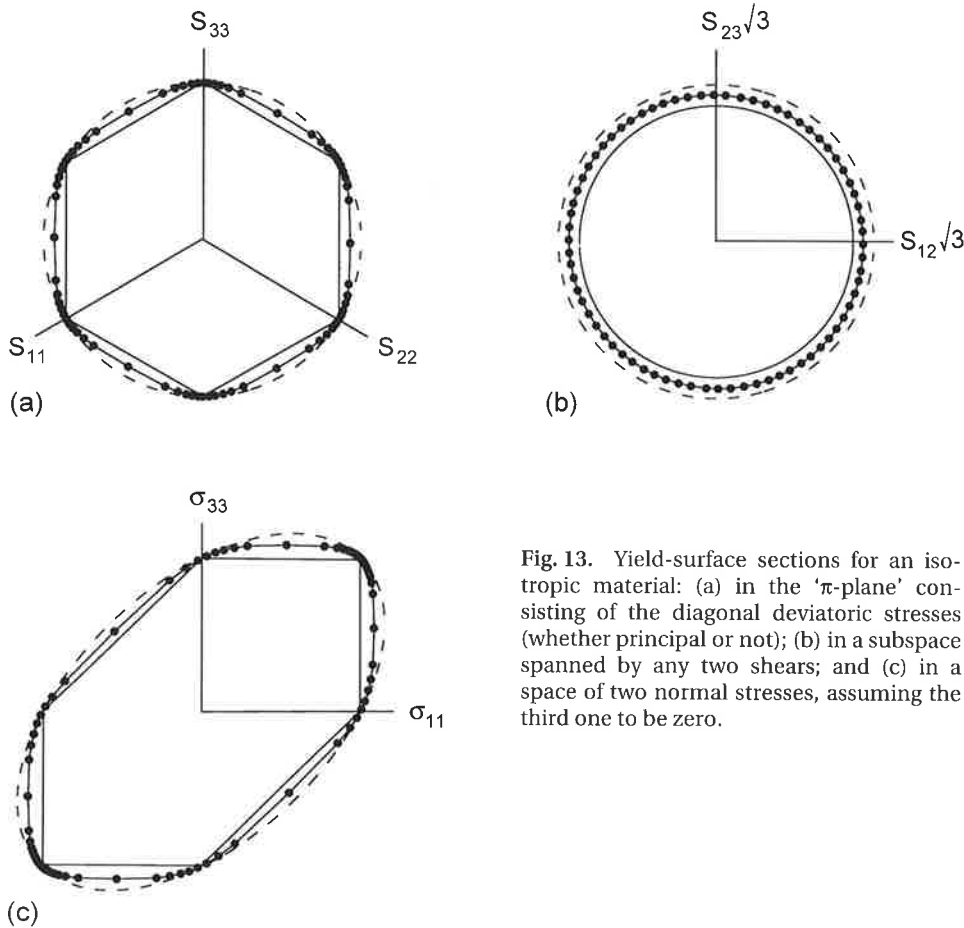 S33
S11
S22
(a)
S23√3
S12√3
(b)
σ33
σ11
(c)
Fig. 13. Yield-surface sections for an iso-
tropic material: (a) in the ‘π-plane’ con-
sisting of the diagonal deviatoric stresses
(whether principal or not); (b) in a subspace
spanned by any two shears; and (c) in a
space of two normal stresses, assuming the
third one to be zero.